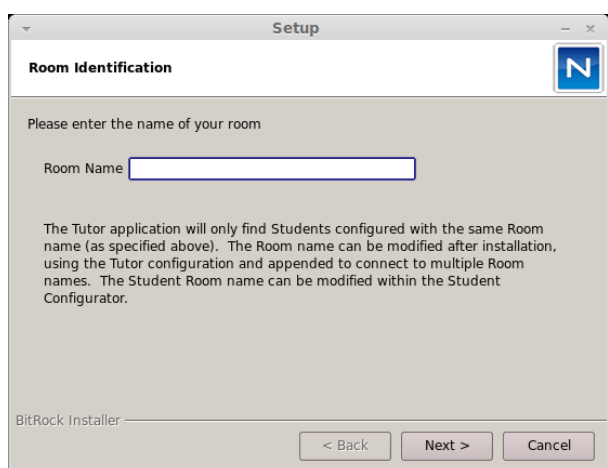 Setup
Room Identification
N
Please enter the name of your room
Room Name
The Tutor application will only find Students configured with the same Room
name (as specified above).  The Room name can be modified after installation,
using the Tutor configuration and appended to connect to multiple Room
names.  The Student Room name can be modified within the Student
Configurator.
BitRock Installer
< Back Next > Cancel